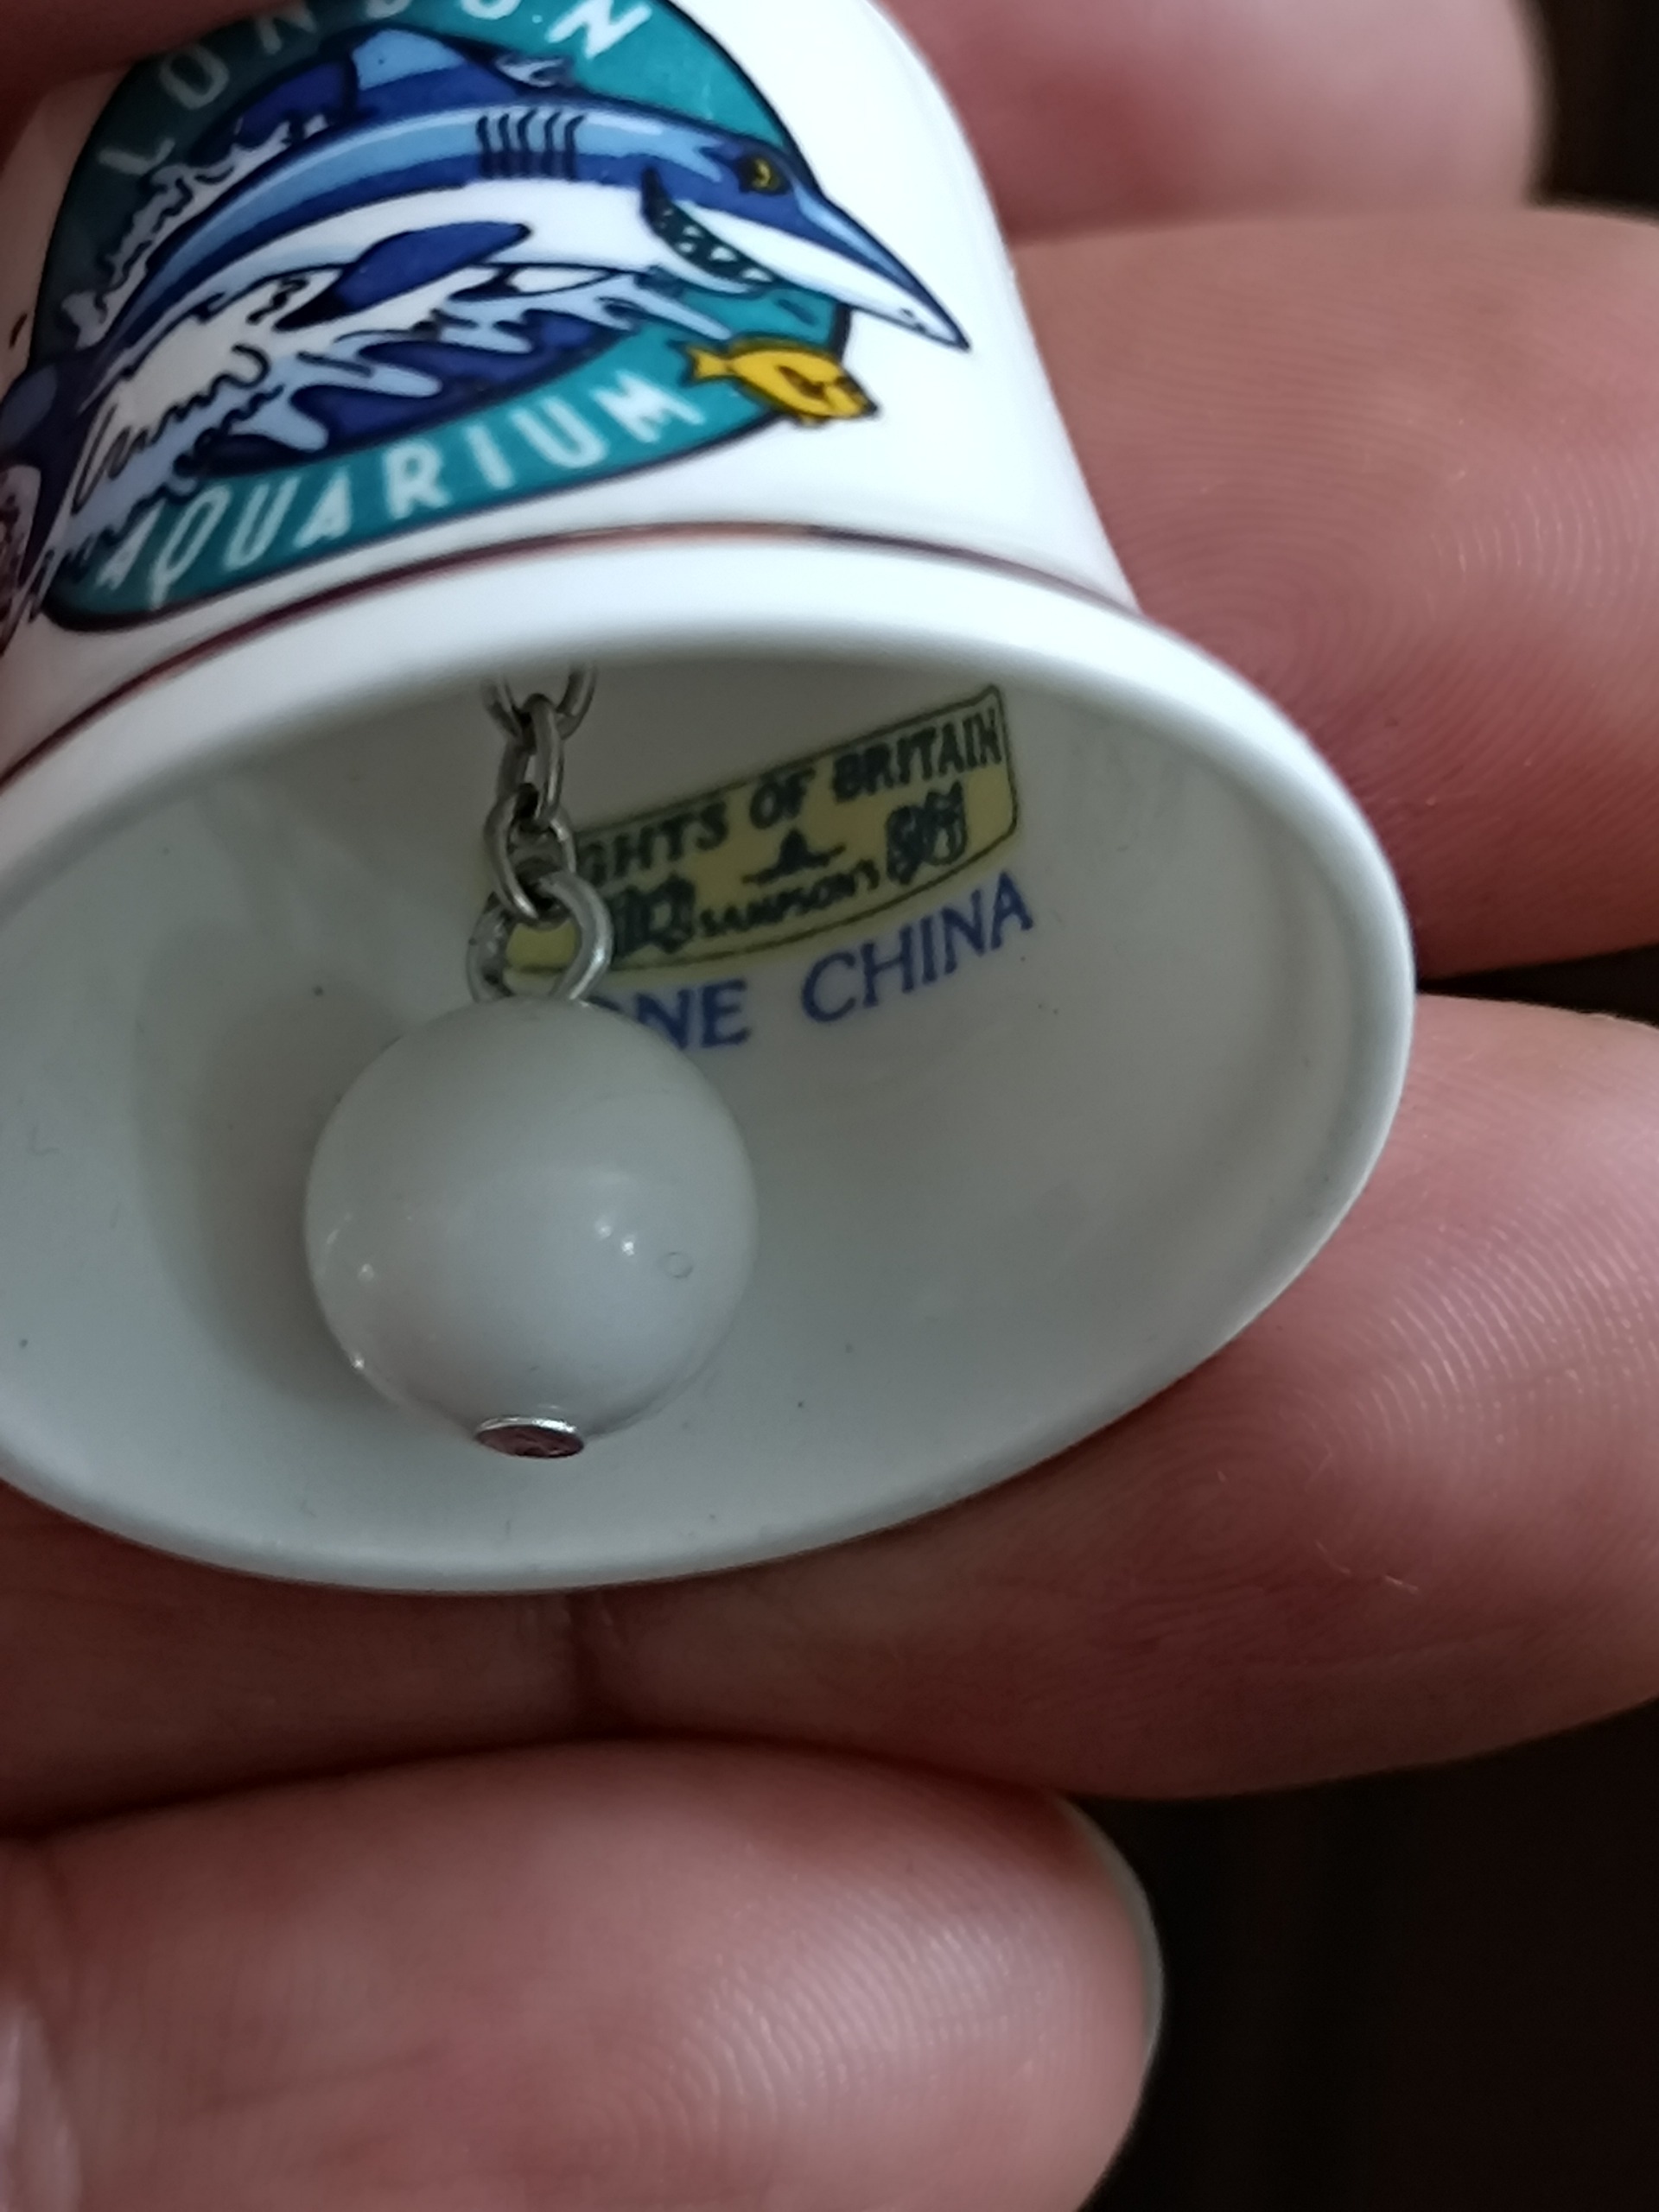 LONDON
AQUARIUM
GHTS OF BRITAIN
SAMPSON'S
NE CHINA